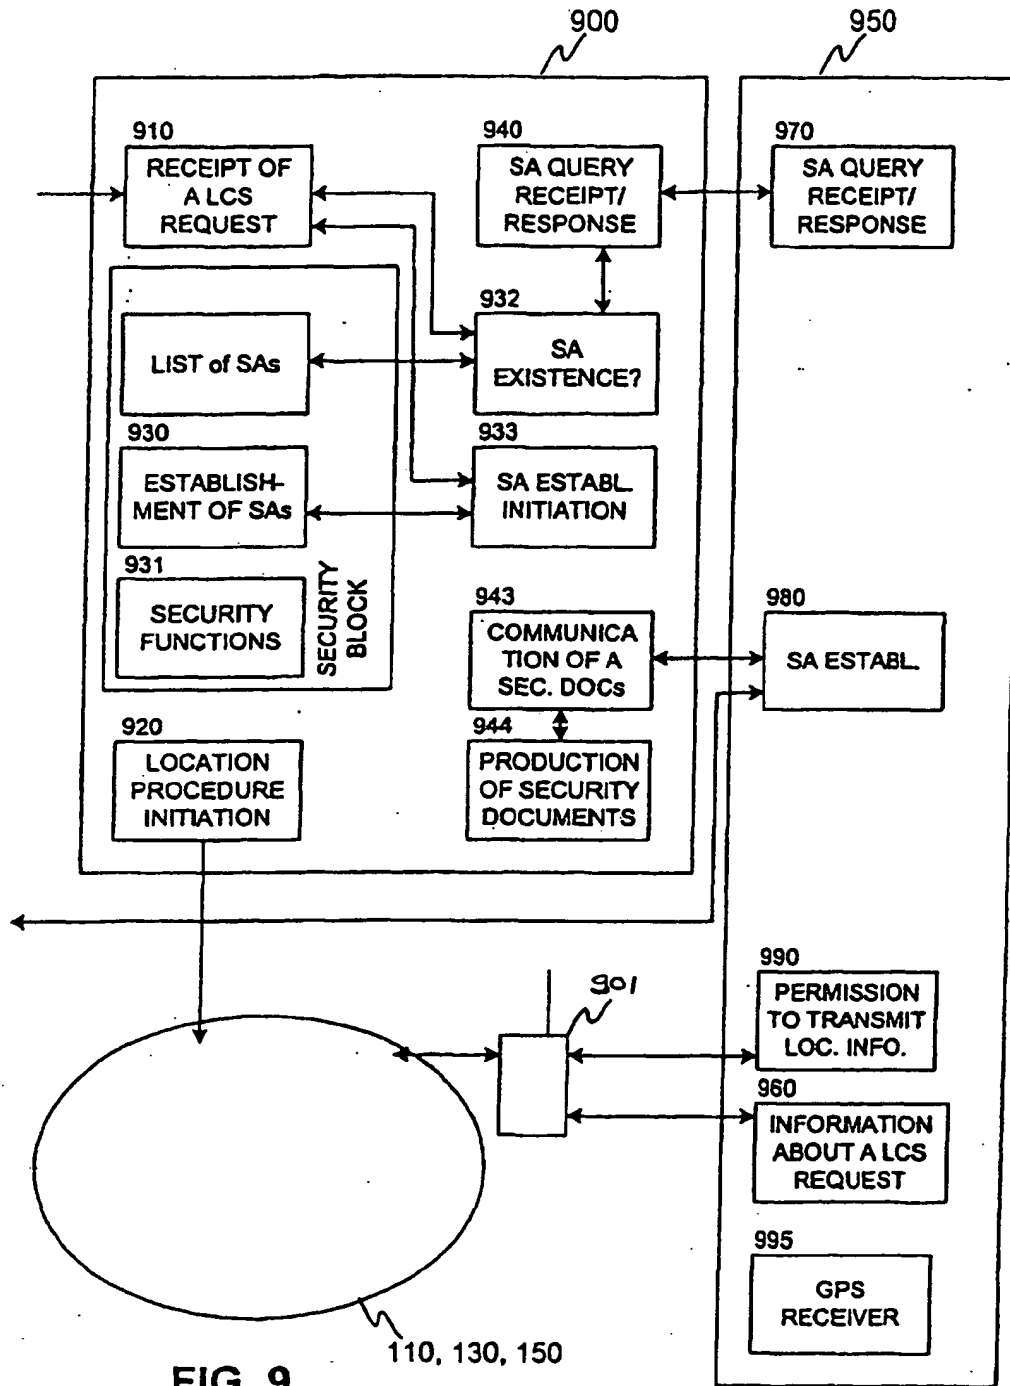 900
950
910
RECEIPT OF
A LCS
REQUEST
940
SA QUERY
RECEIPT/
RESPONSE
970
SA QUERY
RECEIPT/
RESPONSE
LIST of SAs
932
SA
EXISTENCE?
930
ESTABLISH-
MENT OF SAs
933
SA ESTABL.
INITIATION
931
SECURITY
FUNCTIONS
SECURITY
BLOCK
943
COMMUNICA
TION OF A
SEC. DOCs
980
SA ESTABL.
920
LOCATION
PROCEDURE
INITIATION
944
PRODUCTION
OF SECURITY
DOCUMENTS
901
990
PERMISSION
TO TRANSMIT
LOC. INFO.
960
INFORMATION
ABOUT A LCS
REQUEST
995
GPS
RECEIVER
110, 130, 150
FIG. 9